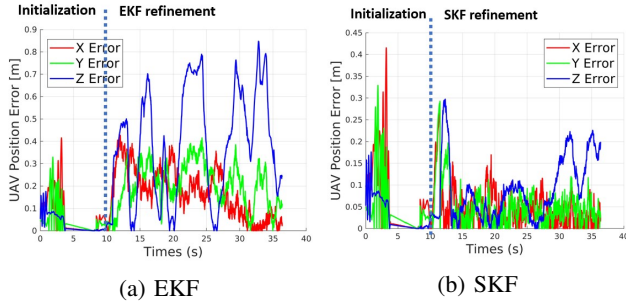 Initialization EKF refinement
X Error
Y Error
Z Error
UAV Position Error [m]
0.9
0.8
0.7
0.6
0.5
0.4
0.3
0.2
0.1
0
0 5 10 15 20 25 30 35 40
Times (s)
(a) EKF
Initialization SKF refinement
X Error
Y Error
Z Error
UAV Position Error [m]
0.45
0.4
0.35
0.3
0.25
0.2
0.15
0.1
0.05
0
0 5 10 15 20 25 30 35 40
Times (s)
(b) SKF